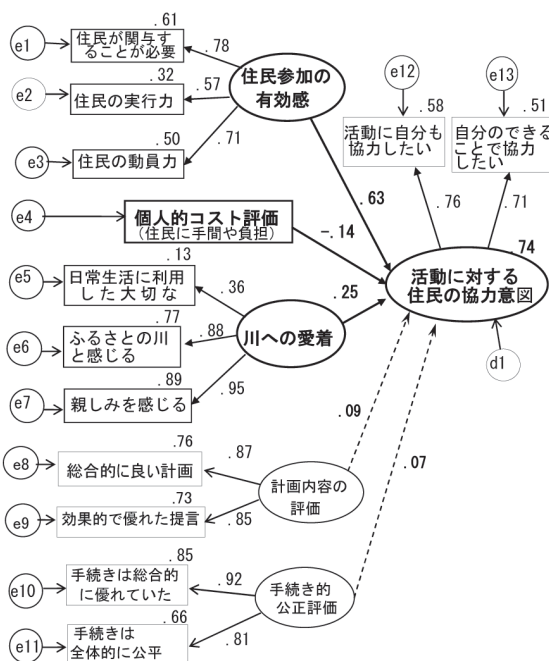 .61
e1
住民が関与す
ることが必要
.78
住民参加の
有効感
.32
e2
住民の実行力
.57
.50
e3
住民の動員力
.71
e12
e13
.58
活動に自分も
協力したい
.51
自分のできる
ことで協力
したい
.76
.71
.63
e4
個人的コスト評価
(住民に手間や負担)
-.14
.74
活動に対する
住民の協力意図
d1
.13
e5
日常生活に利用
した大切な
.36
.25
川への愛着
.77
e6
ふるさとの川
と感じる
.88
.89
e7
親しみを感じる
.95
.09
.07
.76
e8
総合的に良い計画
.87
計画内容の
評価
.73
e9
効果的で優れた提言
.85
.85
e10
手続きは総合的
に優れていた
.92
手続き的
公正評価
.66
e11
手続きは
全体的に公平
.81